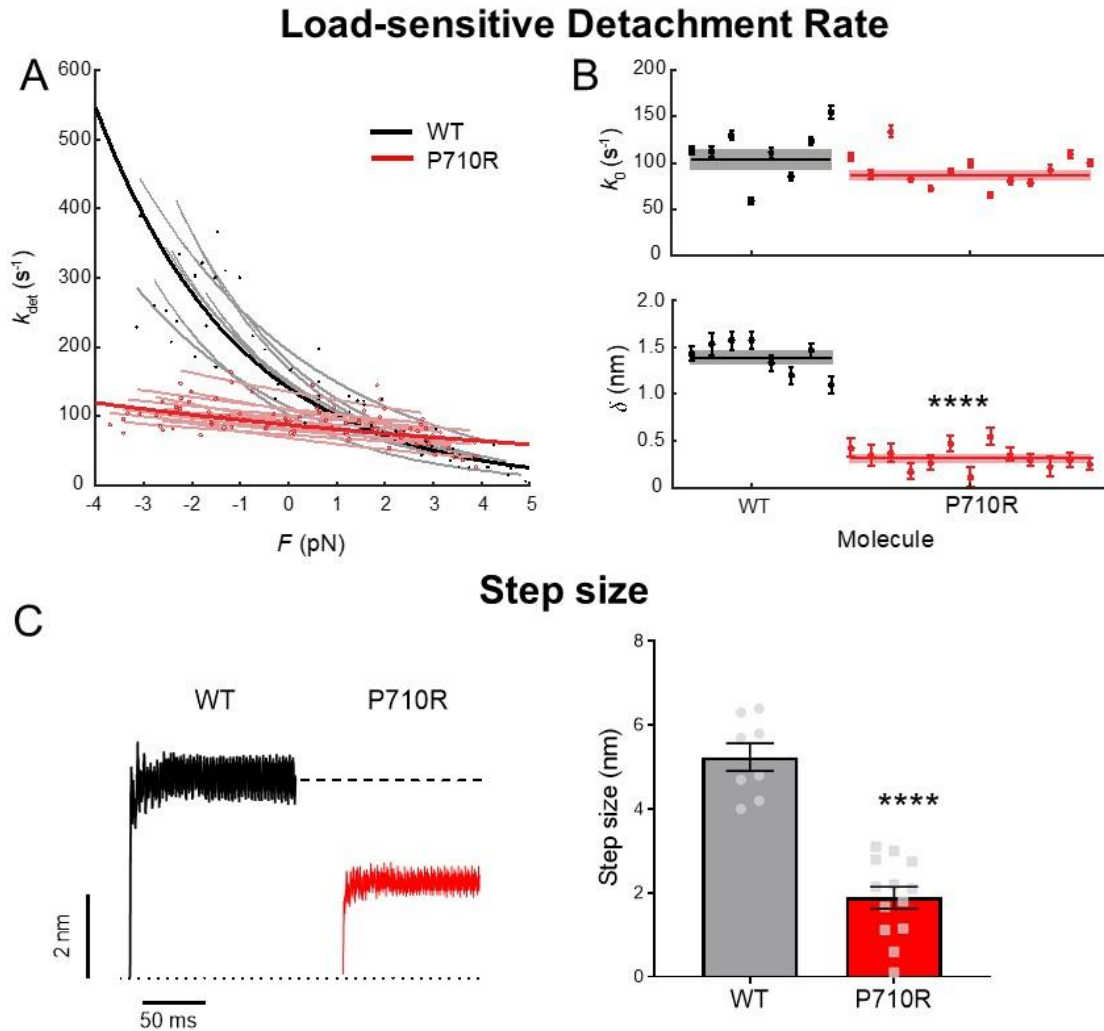 Load-sensitive Detachment Rate
A
600
500
400
300
200
100
0
k_det (s⁻¹)
-4 -3 -2 -1 0 1 2 3 4 5
F (pN)
WT
P710R
B
200
150
100
50
0
k₀ (s⁻¹)
2.0
1.5
1.0
0.5
0
δ (nm)
****
WT P710R
Molecule
Step size
C
WT P710R
2 nm
50 ms
8
6
4
2
0
Step size (nm)
****
WT P710R